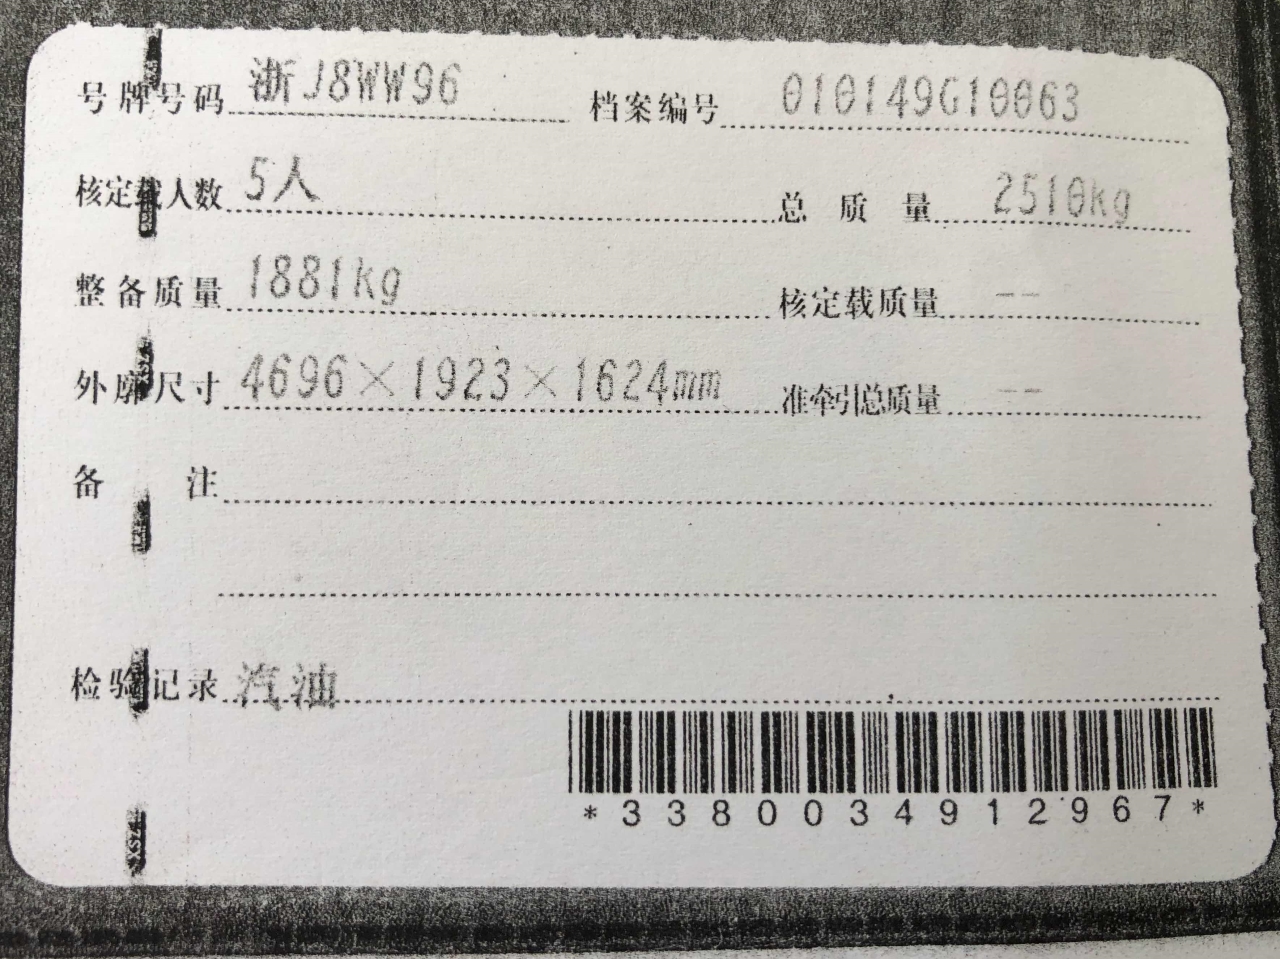 号牌号码 浙J8WW96 档案编号 010149G10063
核定载人数 5人 总质量 2510kg
整备质量 1881kg 核定载质量 --
外廓尺寸 4696×1923×1624mm 准牵引总质量 --
备注
检验记录 汽油
*3380034912967*